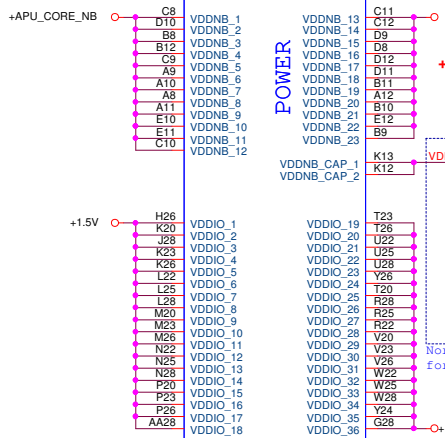 +APU_CORE_NB
C8 VDDNB_1
D10 VDDNB_2
B8 VDDNB_3
B12 VDDNB_4
C9 VDDNB_5
A9 VDDNB_6
A10 VDDNB_7
A8 VDDNB_8
A11 VDDNB_9
E10 VDDNB_10
E11 VDDNB_11
C10 VDDNB_12
POWER
VDDNB_13 C11
VDDNB_14 C12
VDDNB_15 D9
VDDNB_16 D8
VDDNB_17 D12
VDDNB_18 D11
VDDNB_19 B11
VDDNB_20 A12
VDDNB_21 B10
VDDNB_22 E12
VDDNB_23 B9
VDDNB_CAP_1 K13
VDDNB_CAP_2 K12
+
VD
+1.5V
H26 VDDIO_1
K20 VDDIO_2
J28 VDDIO_3
K23 VDDIO_4
K26 VDDIO_5
L22 VDDIO_6
L25 VDDIO_7
L28 VDDIO_8
M20 VDDIO_9
M23 VDDIO_10
M26 VDDIO_11
N22 VDDIO_12
N25 VDDIO_13
N28 VDDIO_14
P20 VDDIO_15
P23 VDDIO_16
P26 VDDIO_17
AA28 VDDIO_18
VDDIO_19 T23
VDDIO_20 T26
VDDIO_21 U22
VDDIO_22 U25
VDDIO_23 U28
VDDIO_24 Y26
VDDIO_25 T20
VDDIO_26 R28
VDDIO_27 R25
VDDIO_28 R22
VDDIO_29 V20
VDDIO_30 V23
VDDIO_31 V26
VDDIO_32 W22
VDDIO_33 W25
VDDIO_34 W28
VDDIO_35 Y24
VDDIO_36 G28
Nor
for
+